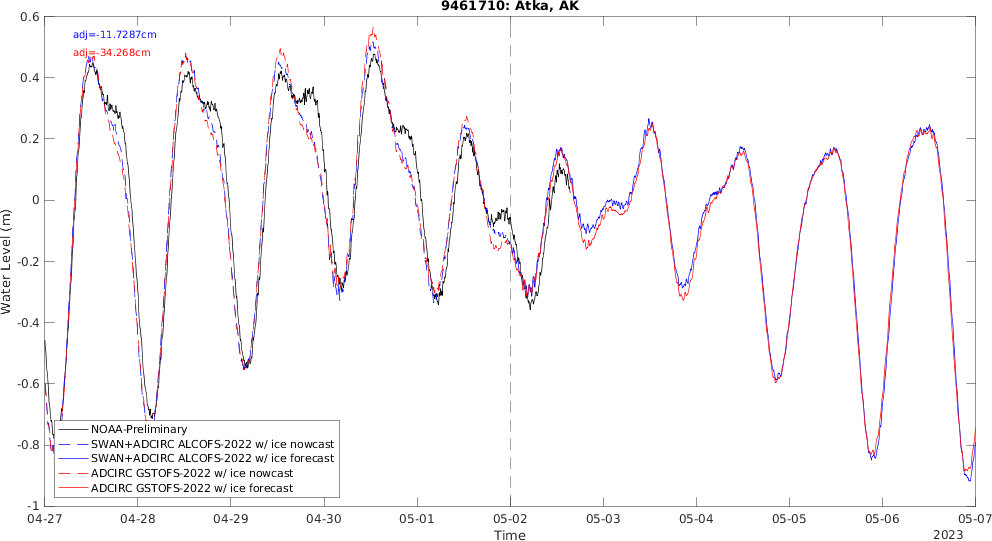 9461710: Atka, AK
adj=-11.7287cm
adj=-34.268cm
0.6
0.4
0.2
0
-0.2
-0.4
-0.6
-0.8
-1
Water Level (m)
NOAA-Preliminary
SWAN+ADCIRC ALCOFS-2022 w/ ice nowcast
SWAN+ADCIRC ALCOFS-2022 w/ ice forecast
ADCIRC GSTOFS-2022 w/ ice nowcast
ADCIRC GSTOFS-2022 w/ ice forecast
04-27 04-28 04-29 04-30 05-01 05-02 05-03 05-04 05-05 05-06 05-07
Time
2023